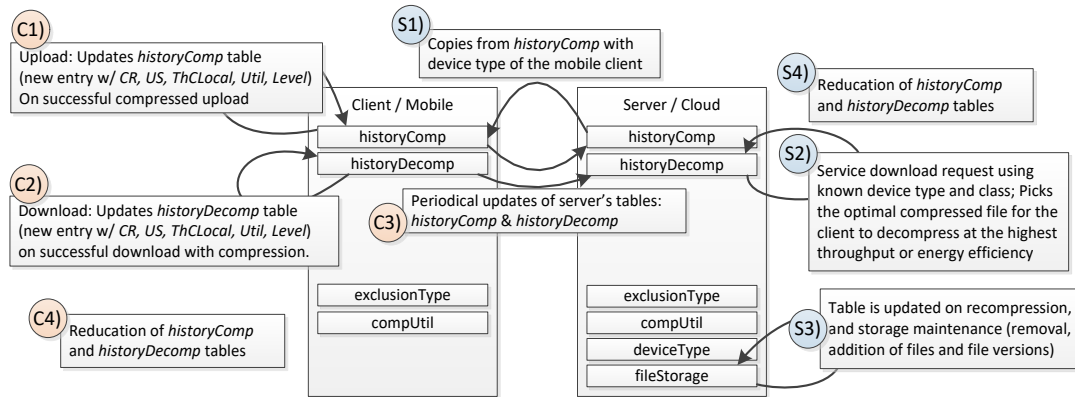 C1)
Upload: Updates historyComp table
(new entry w/ CR, US, ThCLocal, Util, Level)
On successful compressed upload
S1)
Copies from historyComp with
device type of the mobile client
S4)
Reducation of historyComp
and historyDecomp tables
Client / Mobile
historyComp
historyDecomp
Server / Cloud
historyComp
historyDecomp
C2)
Download: Updates historyDecomp table
(new entry w/ CR, US, ThCLocal, Util, Level)
on successful download with compression.
C3)
Periodical updates of server's tables:
historyComp & historyDecomp
S2)
Service download request using
known device type and class; Picks
the optimal compressed file for the
client to decompress at the highest
throughput or energy efficiency
C4)
Reducation of historyComp
and historyDecomp tables
exclusionType
compUtil
exclusionType
compUtil
deviceType
fileStorage
S3)
Table is updated on recompression,
and storage maintenance (removal,
addition of files and file versions)